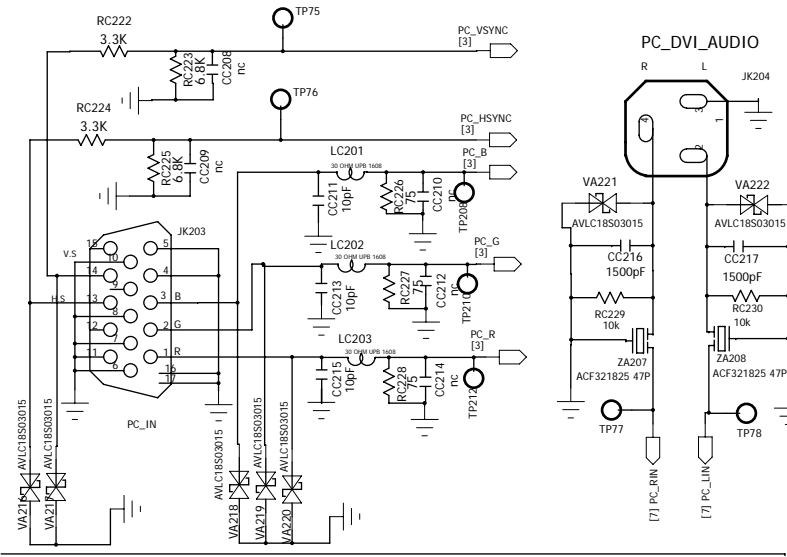 RC222
3.3K
TP75
PC_VSYNC
[3]
RC223
6.8K
CC208
nc
RC224
3.3K
TP76
PC_HSYNC
[3]
RC225
6.8K
CC209
nc
LC201
30 OHM UPB 1608
PC_B
[3]
CC211
10pF
RC226
75
CC210
nc
TP208
JK203
V.S
H.S
15
14
13
12
11
10
9
8
7
6
5
4
3
2
1
16
17
B
G
R
PC_IN
LC202
30 OHM UPB 1608
PC_G
[3]
CC213
10pF
RC227
75
CC212
nc
TP210
LC203
30 OHM UPB 1608
PC_R
[3]
CC215
10pF
RC228
75
CC214
nc
TP212
VA216
AVLC18S03015
VA217
AVLC18S03015
VA218
AVLC18S03015
VA219
AVLC18S03015
VA220
AVLC18S03015
PC_DVI_AUDIO
R
L
JK204
4
3
2
1
VA221
AVLC18S03015
VA222
AVLC18S03015
CC216
1500pF
CC217
1500pF
RC229
10k
RC230
10k
ZA207
ACF321825 47P
ZA208
ACF321825 47P
TP77
TP78
[7] PC_RIN
[7] PC_LIN